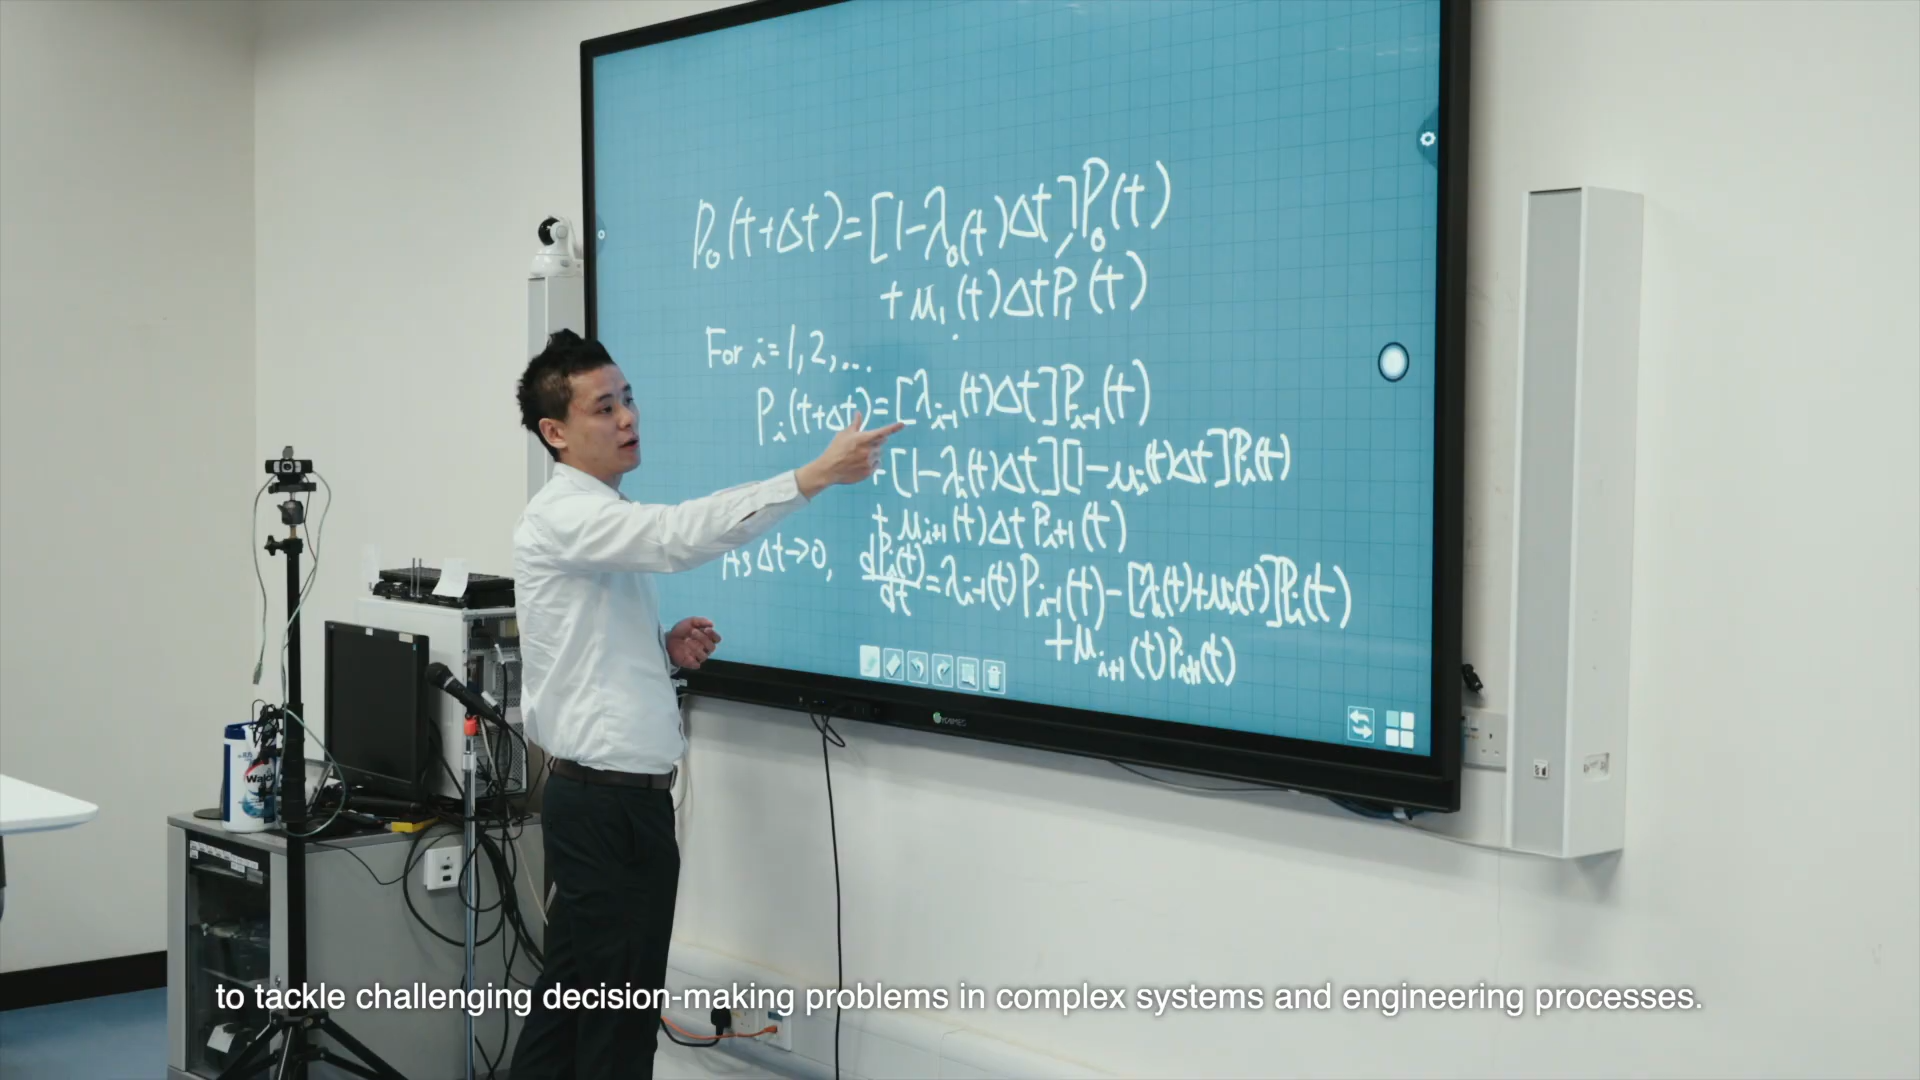 P₀(t+Δt)=[1-λ₀(t)Δt]P₀(t)
+μ₁(t)ΔtP₁(t)
For i=1,2,...
Pᵢ(t+Δt)=[λᵢ₋₁(t)Δt]Pᵢ₋₁(t)
+[1-λᵢ(t)Δt][1-μᵢ(t)Δt]Pᵢ(t)
+μᵢ₊₁(t)ΔtPᵢ₊₁(t)
As Δt→0, dPᵢ(t)/dt=λᵢ₋₁(t)Pᵢ₋₁(t)-[λᵢ(t)+μᵢ(t)]Pᵢ(t)
+μᵢ₊₁(t)Pᵢ₊₁(t)
Walch
to tackle challenging decision-making problems in complex systems and engineering processes.